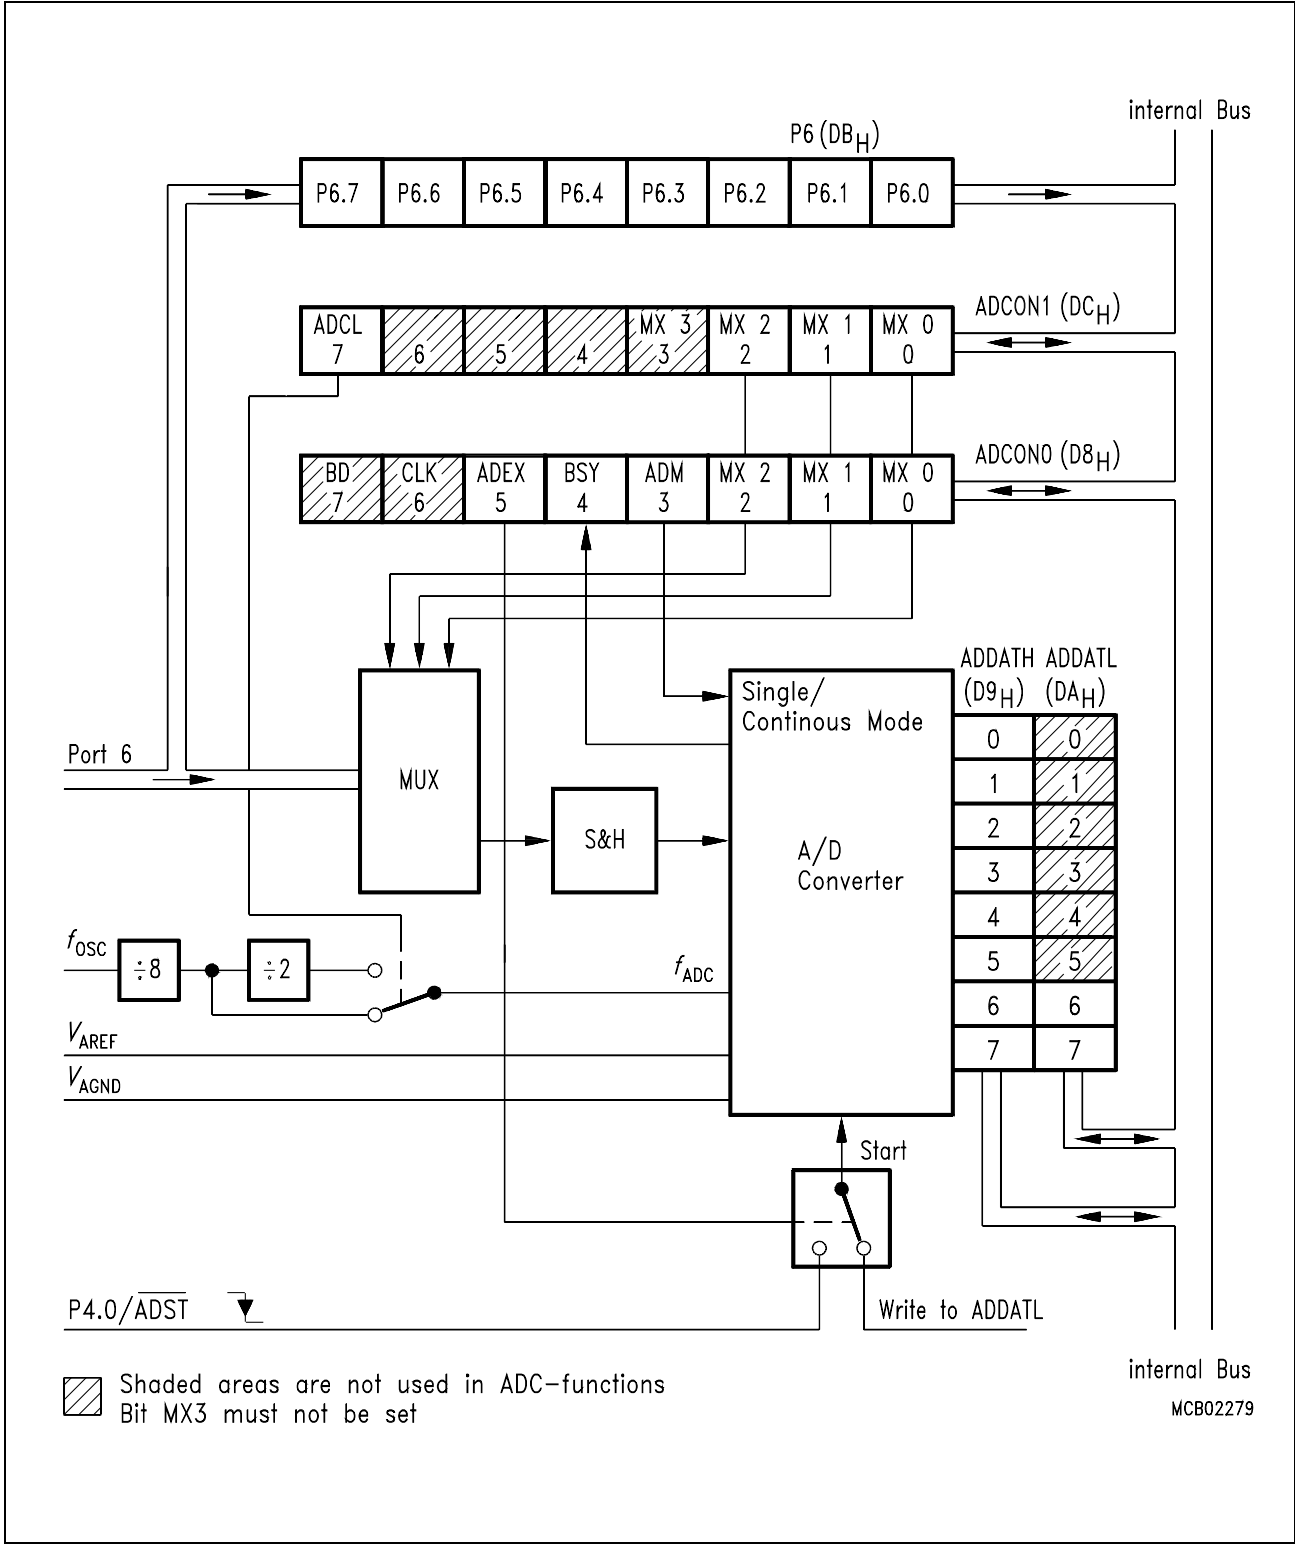 internal Bus
P6 (DBH)
P6.7 P6.6 P6.5 P6.4 P6.3 P6.2 P6.1 P6.0
ADCON1 (DCH)
ADCL MX 3 MX 2 MX 1 MX 0
7 6 5 4 3 2 1 0
ADCON0 (D8H)
BD CLK ADEX BSY ADM MX 2 MX 1 MX 0
7 6 5 4 3 2 1 0
ADDATH ADDATL
(D9H) (DAH)
Single/
Continous Mode
0 0
1 1
2 2
3 3
4 4
5 5
6 6
7 7
Port 6
MUX
S&H
A/D
Converter
fOSC
÷8
÷2
fADC
VAREF
VAGND
Start
P4.0/ADST
Write to ADDATL
internal Bus
Shaded areas are not used in ADC-functions
Bit MX3 must not be set
MCB02279